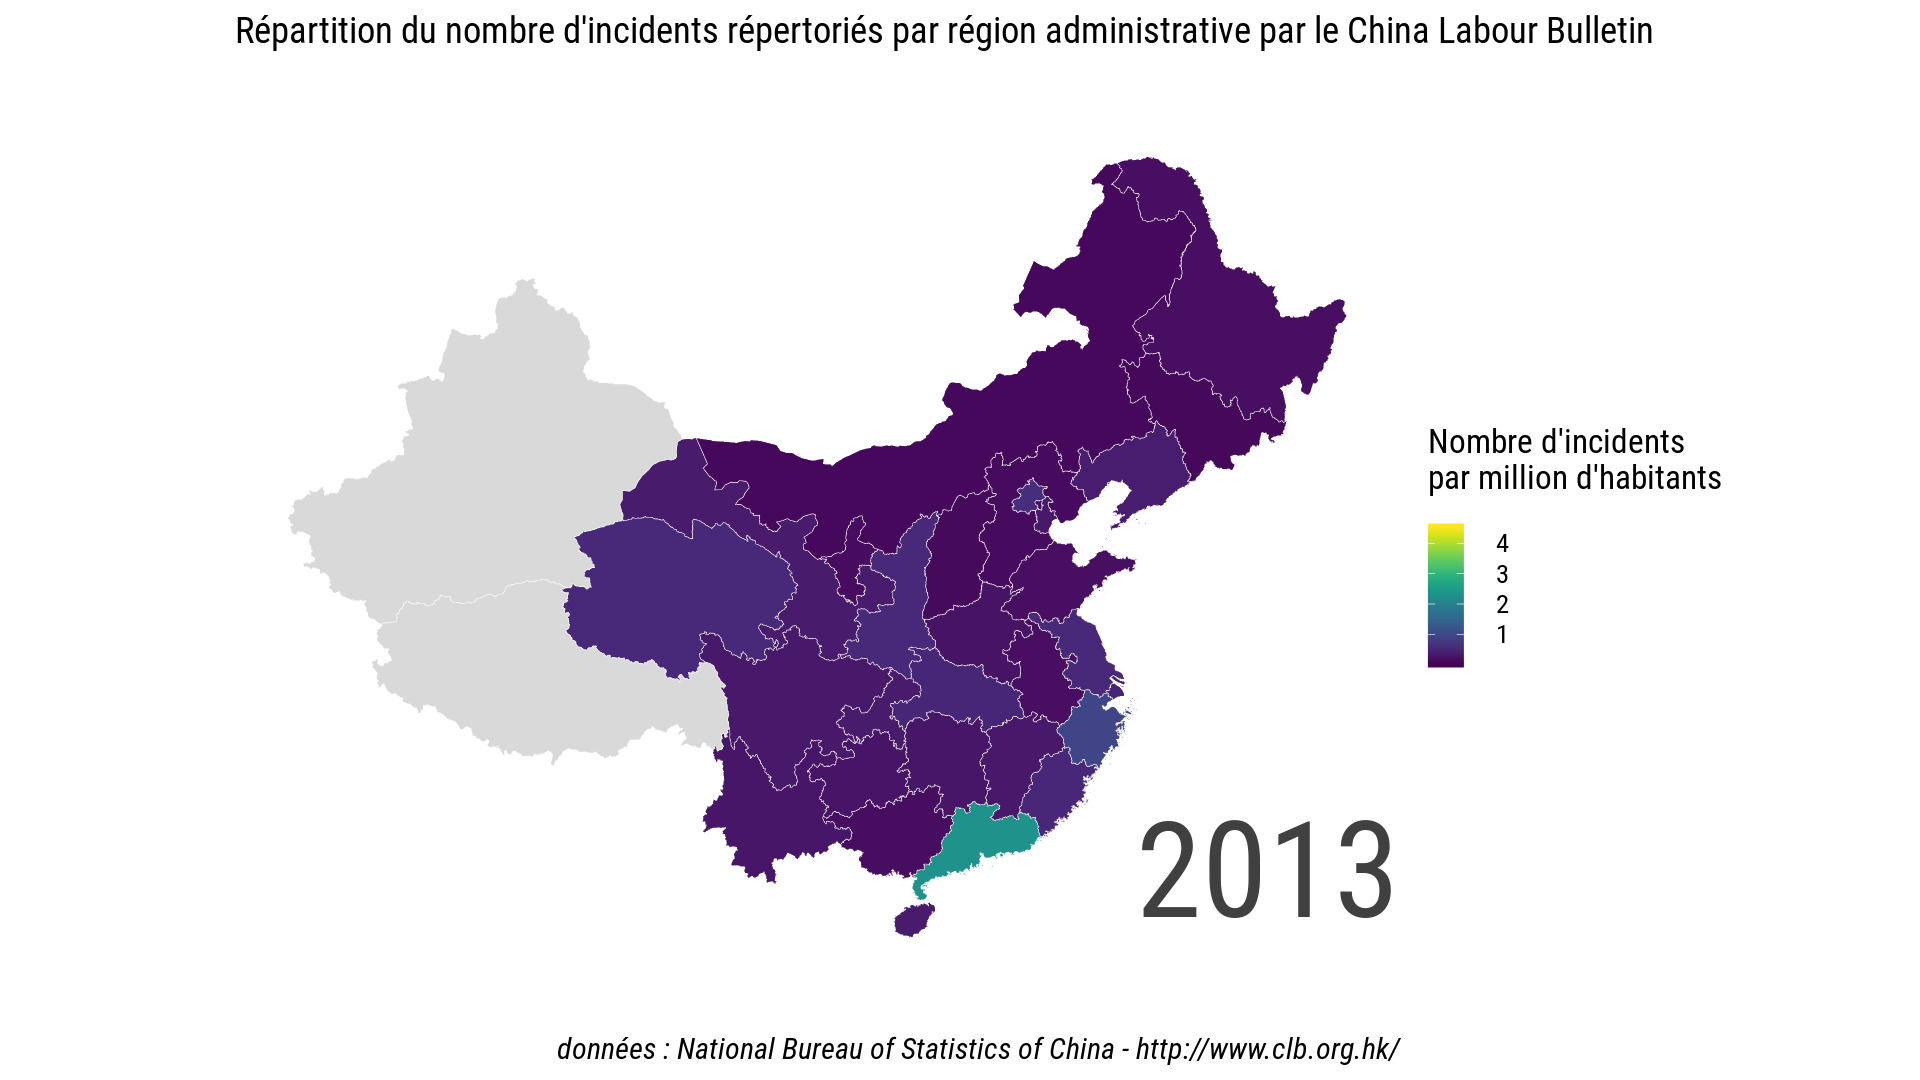 Répartition du nombre d'incidents répertoriés par région administrative par le China Labour Bulletin
Nombre d'incidents
par million d'habitants
4
3
2
1
2013
données : National Bureau of Statistics of China - http://www.clb.org.hk/